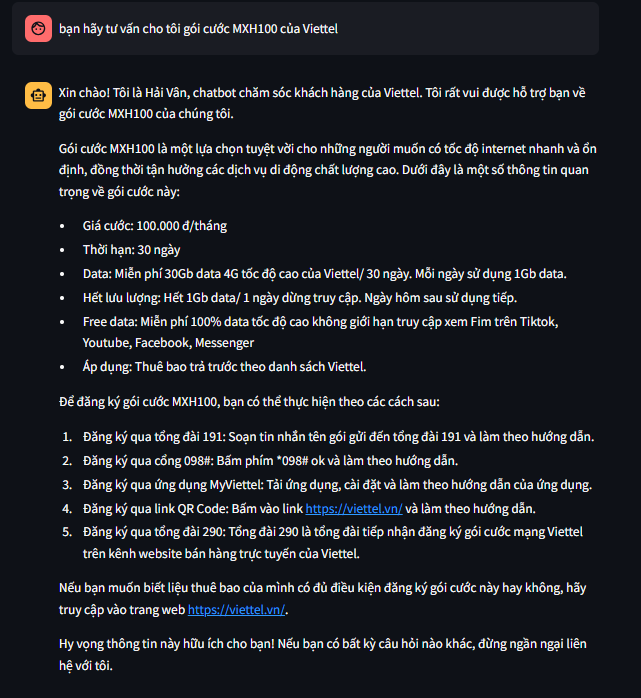 bạn hãy tư vấn cho tôi gói cước MXH100 của Viettel
Xin chào! Tôi là Hải Vân, chatbot chăm sóc khách hàng của Viettel. Tôi rất vui được hỗ trợ bạn về
gói cước MXH100 của chúng tôi.
Gói cước MXH100 là một lựa chọn tuyệt vời cho những người muốn có tốc độ internet nhanh và ổn
định, đồng thời tận hưởng các dịch vụ di động chất lượng cao. Dưới đây là một số thông tin quan
trọng về gói cước này:
• Giá cước: 100.000 đ/tháng
• Thời hạn: 30 ngày
• Data: Miễn phí 30Gb data 4G tốc độ cao của Viettel/ 30 ngày. Mỗi ngày sử dụng 1Gb data.
• Hết lưu lượng: Hết 1Gb data/ 1 ngày dừng truy cập. Ngày hôm sau sử dụng tiếp.
• Free data: Miễn phí 100% data tốc độ cao không giới hạn truy cập xem Fim trên Tiktok,
Youtube, Facebook, Messenger
• Áp dụng: Thuê bao trả trước theo danh sách Viettel.
Để đăng ký gói cước MXH100, bạn có thể thực hiện theo các cách sau:
1. Đăng ký qua tổng đài 191: Soạn tin nhắn tên gói gửi đến tổng đài 191 và làm theo hướng dẫn.
2. Đăng ký qua cổng 098#: Bấm phím *098# ok và làm theo hướng dẫn.
3. Đăng ký qua ứng dụng MyViettel: Tải ứng dụng, cài đặt và làm theo hướng dẫn của ứng dụng.
4. Đăng ký qua link QR Code: Bấm vào link https://viettel.vn/ và làm theo hướng dẫn.
5. Đăng ký qua tổng đài 290: Tổng đài 290 là tổng đài tiếp nhận đăng ký gói cước mạng Viettel
trên kênh website bán hàng trực tuyến của Viettel.
Nếu bạn muốn biết liệu thuê bao của mình có đủ điều kiện đăng ký gói cước này hay không, hãy
truy cập vào trang web https://viettel.vn/.
Hy vọng thông tin này hữu ích cho bạn! Nếu bạn có bất kỳ câu hỏi nào khác, đừng ngần ngại liên
hệ với tôi.